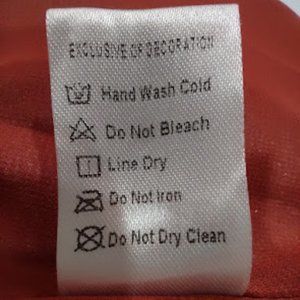 EXCLUSIVE OF DECORATION
Hand Wash Cold
Do Not Bleach
Line Dry
Do Not Iron
Do Not Dry Clean